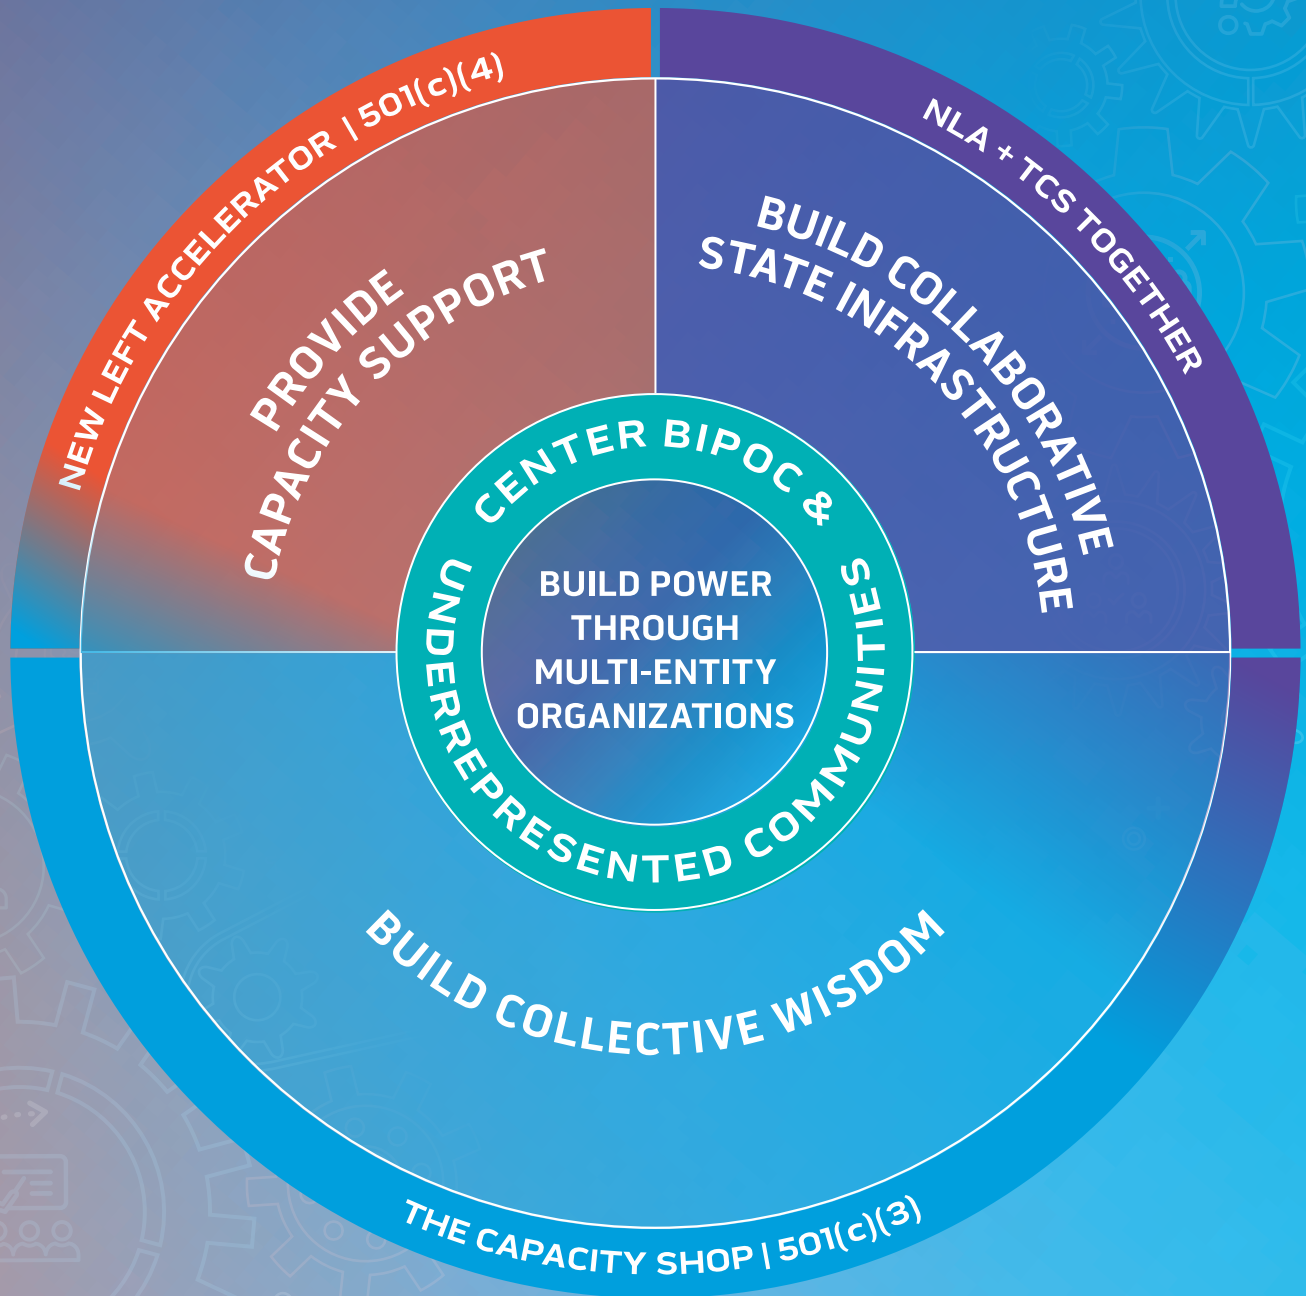 NEW LEFT ACCELERATOR | 501(c)(4)
NLA + TCS TOGETHER
PROVIDE
CAPACITY SUPPORT
BUILD COLLABORATIVE
STATE INFRASTRUCTURE
CENTER BIPOC &
UNDERREPRESENTED COMMUNITIES
BUILD POWER
THROUGH
MULTI-ENTITY
ORGANIZATIONS
BUILD COLLECTIVE WISDOM
THE CAPACITY SHOP | 501(c)(3)